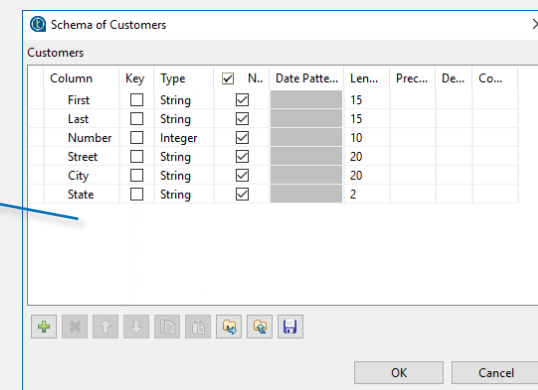 Schema of Customers
Customers
Column Key Type N.. Date Patte... Len... Prec... De... Co...
First String 15
Last String 15
Number Integer 10
Street String 20
City String 20
State String 2
OK Cancel